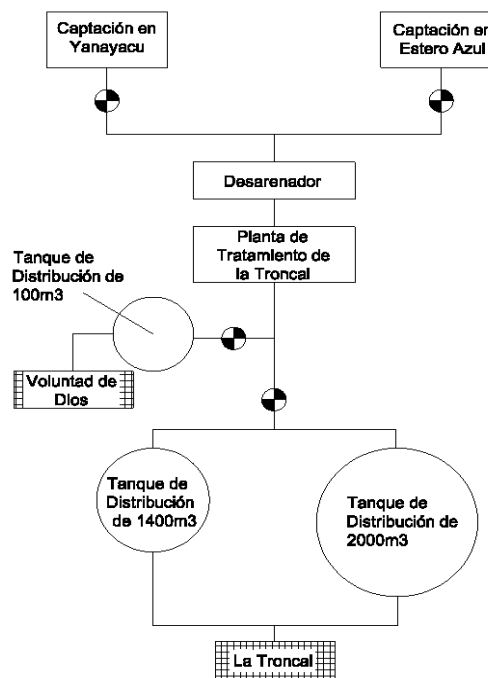 Captación en
Yanayacu
Captación en
Estero Azul
Desarenador
Planta de
Tratamiento de
la Troncal
Tanque de
Distribución de
100m3
Voluntad de
Dios
Tanque de
Distribución
de 1400m3
Tanque de
Distribución de
2000m3
La Troncal